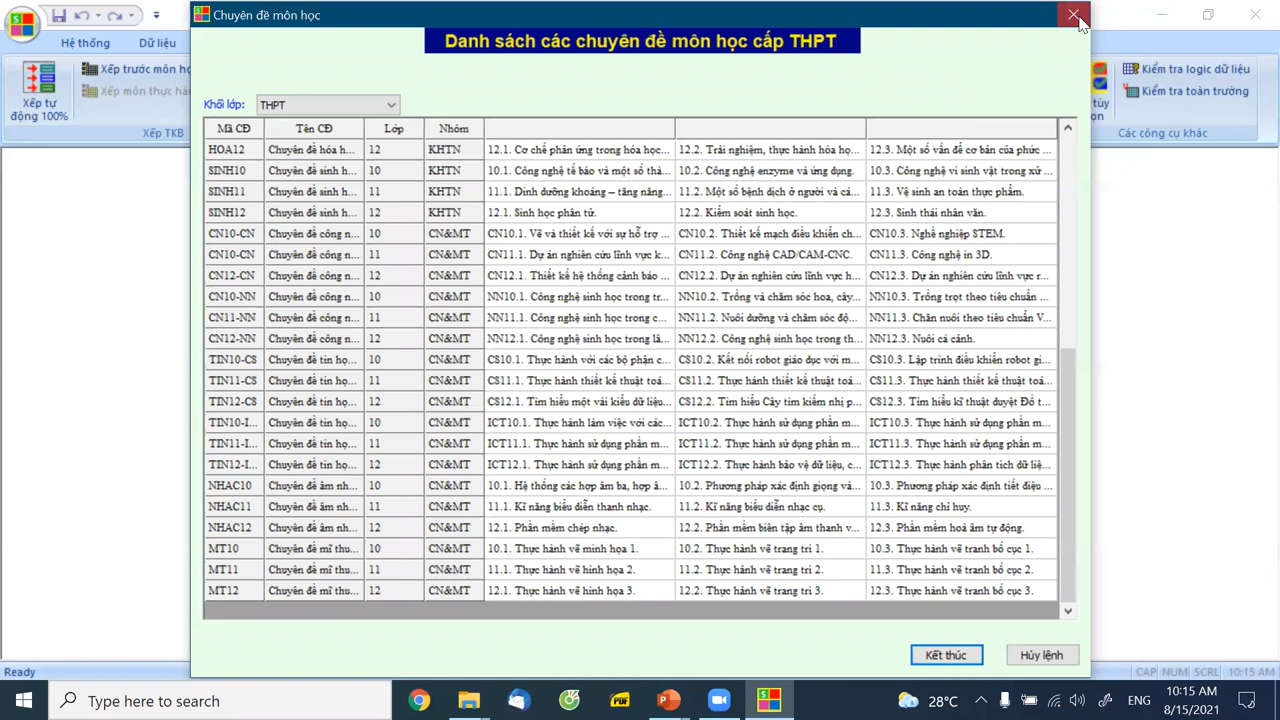 Chuyên đề môn học
Hệ thống
Dữ liệu
Danh sách các chuyên đề môn học cấp THPT
Xếp tự
động 100%
Xếp trước môn họ
Xếp môn thực hàn
Xếp TKB
Kiểm tra logic dữ liệu
Kiểm tra toàn trường
tùy
ọn
Các công cụ khác
Khối lớp: THPT
Mã CĐ Tên CĐ Lớp Nhóm
HOA12 Chuyên đề hóa h... 12 KHTN 12.1. Cơ chế phản ứng trong hóa học... 12.2. Trải nghiệm, thực hành hóa họ... 12.3. Một số vấn đề cơ bản của phức ...
SINH10 Chuyên đề sinh h... 10 KHTN 10.1. Công nghệ tế bào và một số thà... 10.2. Công nghệ enzyme và ứng dụng. 10.3. Công nghệ vi sinh vật trong xử ...
SINH11 Chuyên đề sinh h... 11 KHTN 11.1. Dinh dưỡng khoáng – tăng năng... 11.2. Một số bệnh dịch ở người và cá... 11.3. Vệ sinh an toàn thực phẩm.
SINH12 Chuyên đề sinh h... 12 KHTN 12.1. Sinh học phân tử. 12.2. Kiểm soát sinh học. 12.3. Sinh thái nhân văn.
CN10-CN Chuyên đề công n... 10 CN&MT CN10.1. Vẽ và thiết kế với sự hỗ trợ ... CN10.2. Thiết kế mạch điều khiển ch... CN10.3. Nghề nghiệp STEM.
CN11-CN Chuyên đề công n... 11 CN&MT CN11.1. Dự án nghiên cứu lĩnh vực k... CN11.2. Công nghệ CAD/CAM-CNC. CN11.3. Công nghệ in 3D.
CN12-CN Chuyên đề công n... 12 CN&MT CN12.1. Thiết kế hệ thống cảnh báo ... CN12.2. Dự án nghiên cứu lĩnh vực h... CN12.3. Dự án nghiên cứu lĩnh vực r...
CN10-NN Chuyên đề công n... 10 CN&MT NN10.1. Công nghệ sinh học trong tr... NN10.2. Trồng và chăm sóc hoa, cây... NN10.3. Trồng trọt theo tiêu chuẩn ...
CN11-NN Chuyên đề công n... 11 CN&MT NN11.1. Công nghệ sinh học trong c... NN11.2. Nuôi dưỡng và chăm sóc độ... NN11.3. Chăn nuôi theo tiêu chuẩn V...
CN12-NN Chuyên đề công n... 12 CN&MT NN12.1. Công nghệ sinh học trong lâ... NN12.2. Công nghệ sinh học trong th... NN12.3. Nuôi cá cảnh.
TIN10-CS Chuyên đề tin họ... 10 CN&MT CS10.1. Thực hành với các bộ phận c... CS10.2. Kết nối robot giáo dục với m... CS10.3. Lập trình điều khiển robot gi...
TIN11-CS Chuyên đề tin họ... 11 CN&MT CS11.1. Thực hành thiết kế thuật toá... CS11.2. Thực hành thiết kế thuật toá... CS11.3. Thực hành thiết kế thuật toá...
TIN12-CS Chuyên đề tin họ... 12 CN&MT CS12.1. Tìm hiểu một vài kiểu dữ liệu... CS12.2. Tìm hiểu Cây tìm kiếm nhị p... CS12.3. Tìm hiểu kĩ thuật duyệt Đồ t...
TIN10-I... Chuyên đề tin họ... 10 CN&MT ICT10.1. Thực hành làm việc với các... ICT10.2. Thực hành sử dụng phần m... ICT10.3. Thực hành sử dụng phần m...
TIN11-I... Chuyên đề tin họ... 11 CN&MT ICT11.1. Thực hành sử dụng phần m... ICT11.2. Thực hành sử dụng phần m... ICT11.3. Thực hành sử dụng phần m...
TIN12-I... Chuyên đề tin họ... 12 CN&MT ICT12.1. Thực hành sử dụng phần m... ICT12.2. Thực hành bảo vệ dữ liệu, c... ICT12.3. Thực hành phân tích dữ liệ...
NHAC10 Chuyên đề âm nh... 10 CN&MT 10.1. Hệ thống các hợp âm ba, hợp â... 10.2. Phương pháp xác định giọng và... 10.3. Phương pháp xác định tiết điệu ...
NHAC11 Chuyên đề âm nh... 11 CN&MT 11.1. Kĩ năng biểu diễn thanh nhạc. 11.2. Kĩ năng biểu diễn nhạc cụ. 11.3. Kĩ năng chỉ huy.
NHAC12 Chuyên đề âm nh... 12 CN&MT 12.1. Phần mềm chép nhạc. 12.2. Phần mềm biên tập âm thanh v... 12.3. Phần mềm hoà âm tự động.
MT10 Chuyên đề mĩ thu... 10 CN&MT 10.1. Thực hành vẽ minh họa 1. 10.2. Thực hành vẽ trang trí 1. 10.3. Thực hành vẽ tranh bố cục 1.
MT11 Chuyên đề mĩ thu... 11 CN&MT 11.1. Thực hành vẽ hình họa 2. 11.2. Thực hành vẽ trang trí 2. 11.3. Thực hành vẽ tranh bố cục 2.
MT12 Chuyên đề mĩ thu... 12 CN&MT 12.1. Thực hành vẽ hình họa 3. 12.2. Thực hành vẽ trang trí 3. 12.3. Thực hành vẽ tranh bố cục 3.
Kết thúc
Hủy lệnh
Ready
CAP NUM SCRL 10:15 AM
Type here to search
PDF
28°C
ENG
10:15 AM
8/15/2021